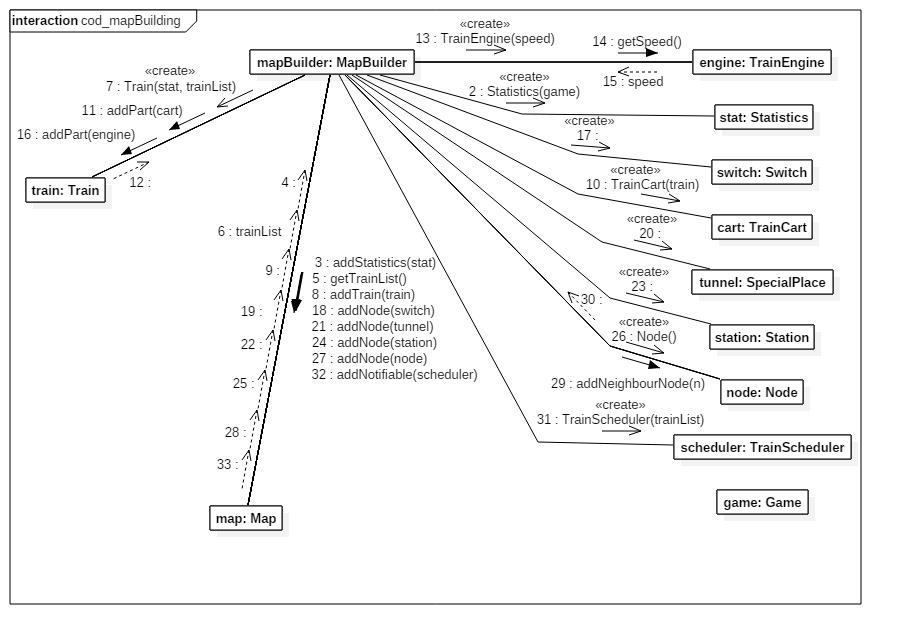 interaction cod_mapBuilding
«create»
13 : TrainEngine(speed)
14 : getSpeed()
mapBuilder: MapBuilder
engine: TrainEngine
15 : speed
«create»
7 : Train(stat, trainList)
«create»
2 : Statistics(game)
11 : addPart(cart)
stat: Statistics
16 : addPart(engine)
«create»
17 :
train: Train
12 :
4 :
switch: Switch
«create»
10 : TrainCart(train)
cart: TrainCart
6 : trainList
«create»
20 :
9 :
3 : addStatistics(stat)
5 : getTrainList()
8 : addTrain(train)
18 : addNode(switch)
21 : addNode(tunnel)
24 : addNode(station)
27 : addNode(node)
32 : addNotifiable(scheduler)
tunnel: SpecialPlace
«create»
23 :
30 :
19 :
station: Station
«create»
26 : Node()
22 :
25 :
29 : addNeighbourNode(n)
node: Node
«create»
31 : TrainScheduler(trainList)
28 :
scheduler: TrainScheduler
33 :
game: Game
map: Map